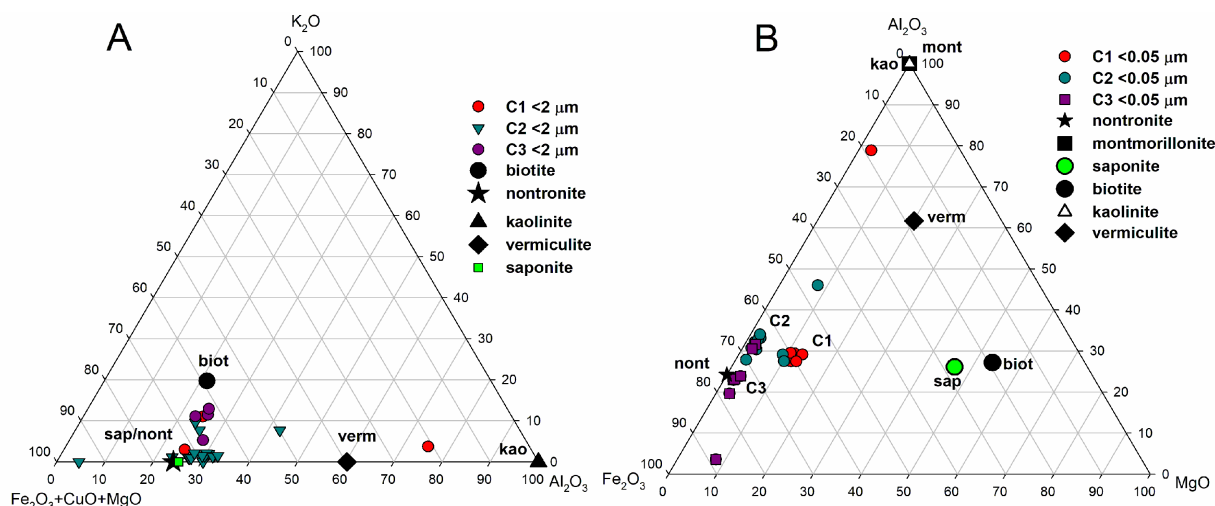 A
K₂O
0
100
10
90
20
80
30
70
40
60
50
50
60
40
70
30
80
20
90
10
100
0
0
10
20
30
40
50
60
70
80
90
100
Fe₂O₃+CuO+MgO
Al₂O₃
biot
sap/nont
verm
kao
C1 <2 μm
C2 <2 μm
C3 <2 μm
biotite
nontronite
kaolinite
vermiculite
saponite
B
Al₂O₃
0
mont
kao
100
10
90
20
80
30
70
40
60
50
50
60
40
70
30
80
20
90
10
100
0
0
10
20
30
40
50
60
70
80
90
100
Fe₂O₃
MgO
verm
C2
C1
nont
C3
sap
biot
C1 <0.05 μm
C2 <0.05 μm
C3 <0.05 μm
nontronite
montmorillonite
saponite
biotite
kaolinite
vermiculite